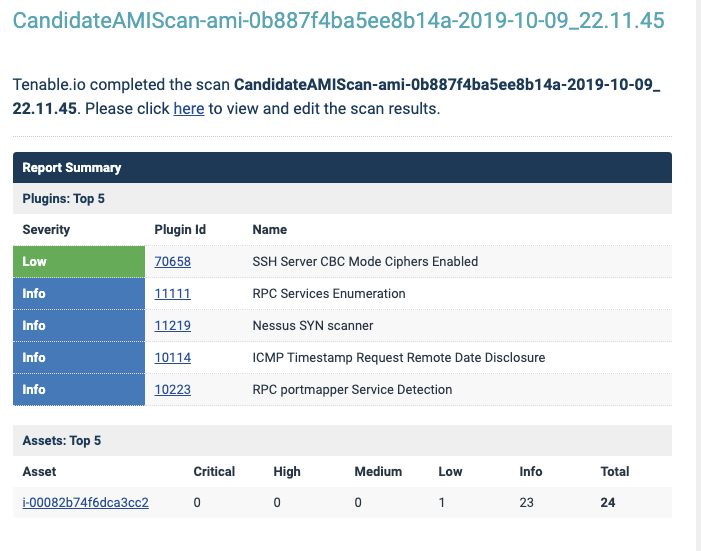 CandidateAMIScan-ami-0b887f4ba5ee8b14a-2019-10-09_22.11.45
Tenable.io completed the scan CandidateAMIScan-ami-0b887f4ba5ee8b14a-2019-10-09_
22.11.45. Please click here to view and edit the scan results.
Report Summary
Plugins: Top 5
Severity Plugin Id Name
Low 70658 SSH Server CBC Mode Ciphers Enabled
Info 11111 RPC Services Enumeration
Info 11219 Nessus SYN scanner
Info 10114 ICMP Timestamp Request Remote Date Disclosure
Info 10223 RPC portmapper Service Detection
Assets: Top 5
Asset Critical High Medium Low Info Total
i-00082b74f6dca3cc2 0 0 0 1 23 24